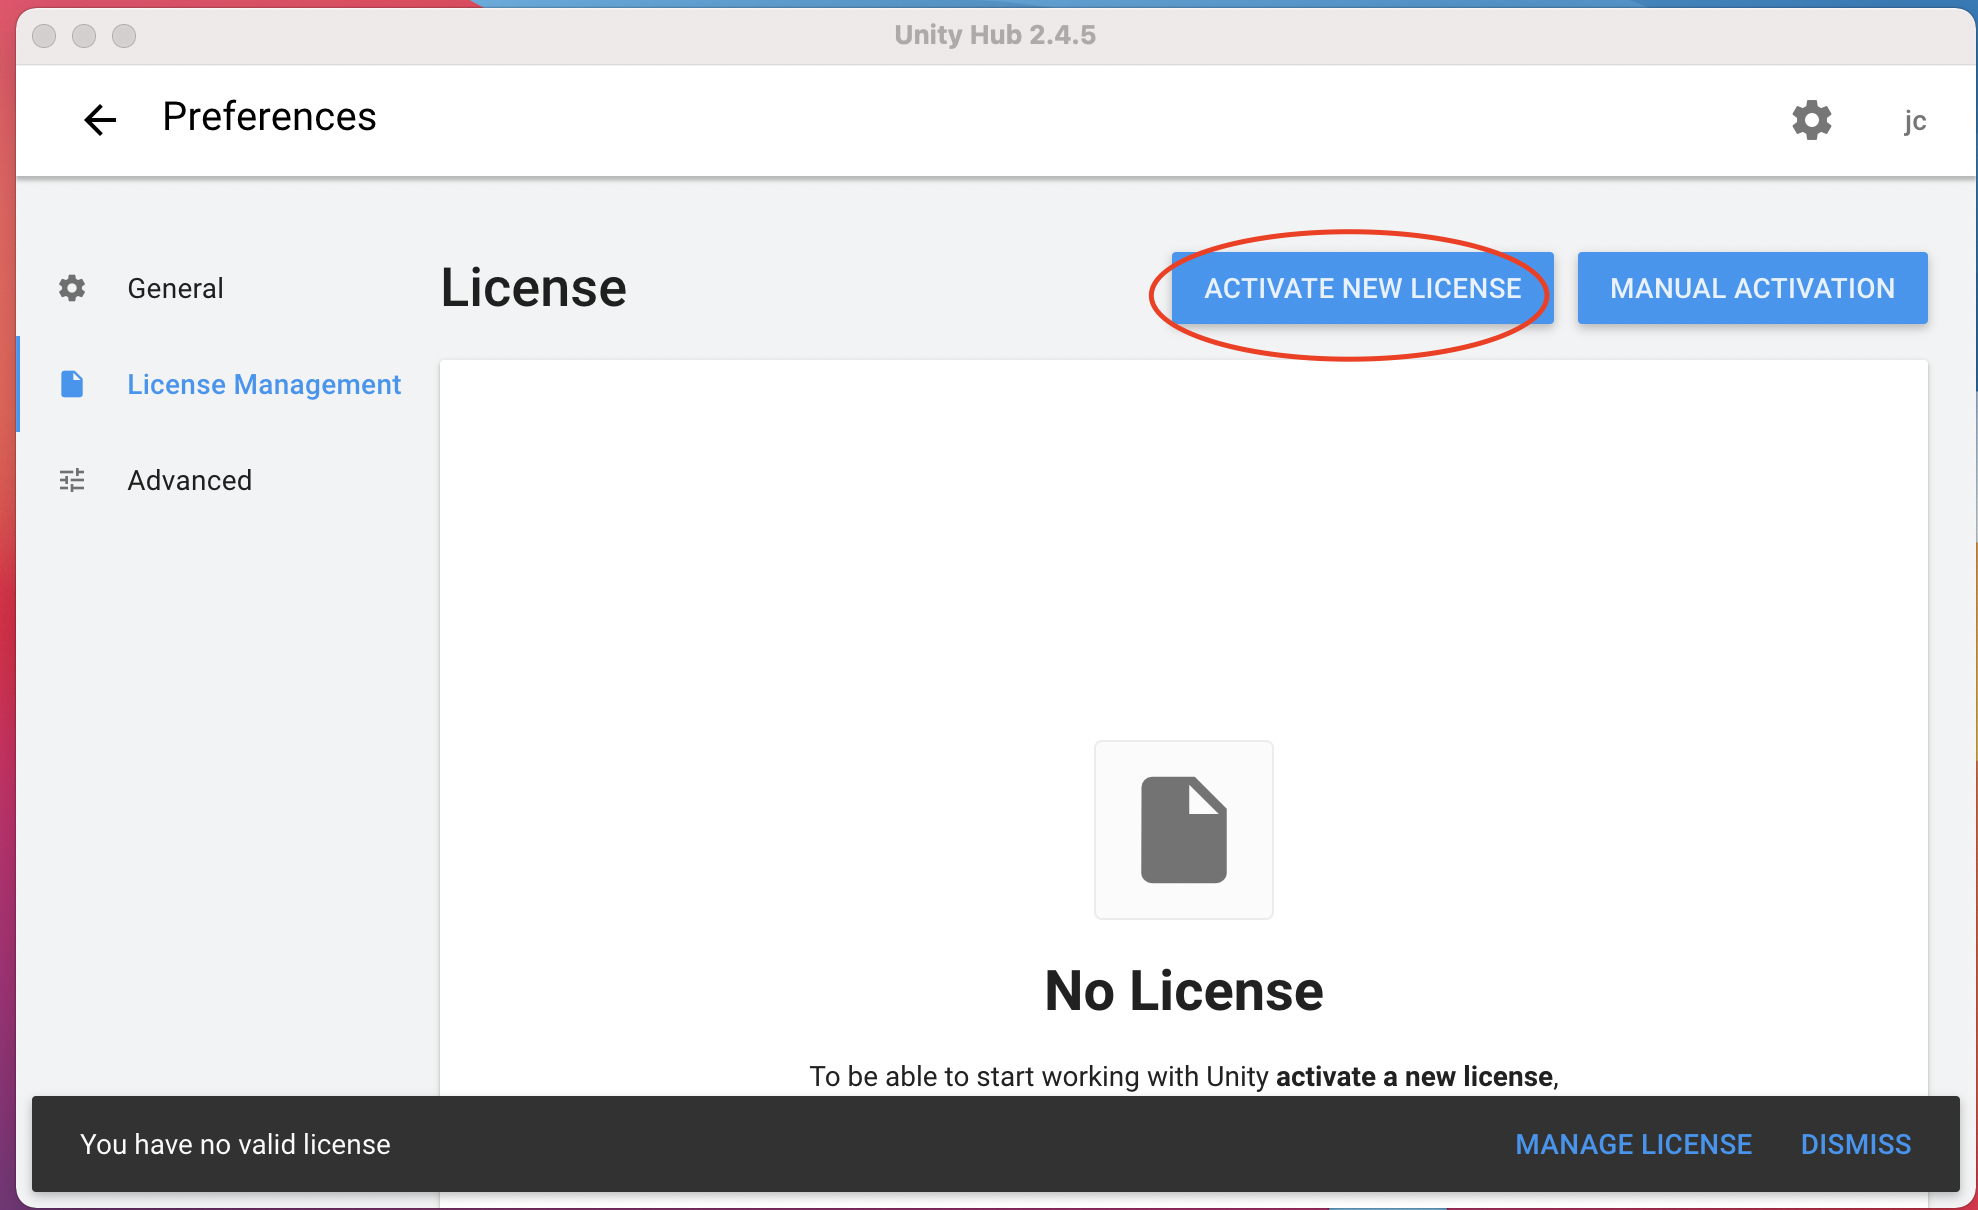 Unity Hub 2.4.5
Preferences
jc
General
License Management
Advanced
License
ACTIVATE NEW LICENSE
MANUAL ACTIVATION
No License
To be able to start working with Unity activate a new license,
You have no valid license
MANAGE LICENSE
DISMISS